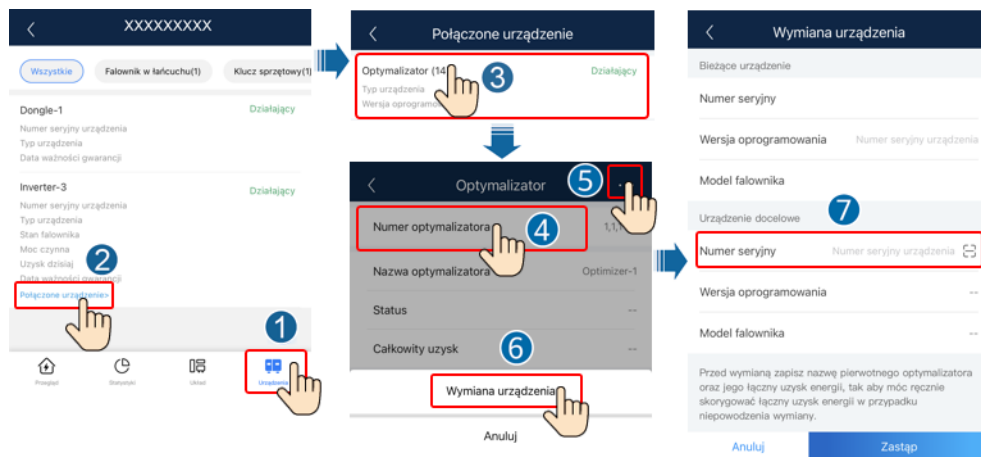 XXXXXXXXX
Wszystkie
Falownik w łańcuchu(1)
Klucz sprzętowy(1)
Dongle-1
Działający
Numer seryjny urządzenia
Typ urządzenia
Data ważności gwarancji
Inverter-3
Działający
Numer seryjny urządzenia
Typ urządzenia
Stan falownika
Moc czynna
Uzysk dzisiaj
2
Data ważności gwarancji
Połączone urządzenie>
1
Przegląd
Statystyki
Układ
Urządzenia
Połączone urządzenie
Optymalizator (14
Działający
3
Typ urządzenia
Wersja oprogramo
Optymalizator
5
Numer optymalizatora
4
1,1,1
Nazwa optymalizatora
Optimizer-1
Status
--
Całkowity uzysk
--
6
Wymiana urządzenia
Anuluj
Wymiana urządzenia
Bieżące urządzenie
Numer seryjny
Wersja oprogramowania
Numer seryjny urządzenia
Model falownika
Urządzenie docelowe
7
Numer seryjny
Numer seryjny urządzenia
Wersja oprogramowania
--
Model falownika
--
Przed wymianą zapisz nazwę pierwotnego optymalizatora
oraz jego łączny uzysk energii, tak aby móc ręcznie
skorygować łączny uzysk energii w przypadku
niepowodzenia wymiany.
Anuluj
Zastąp